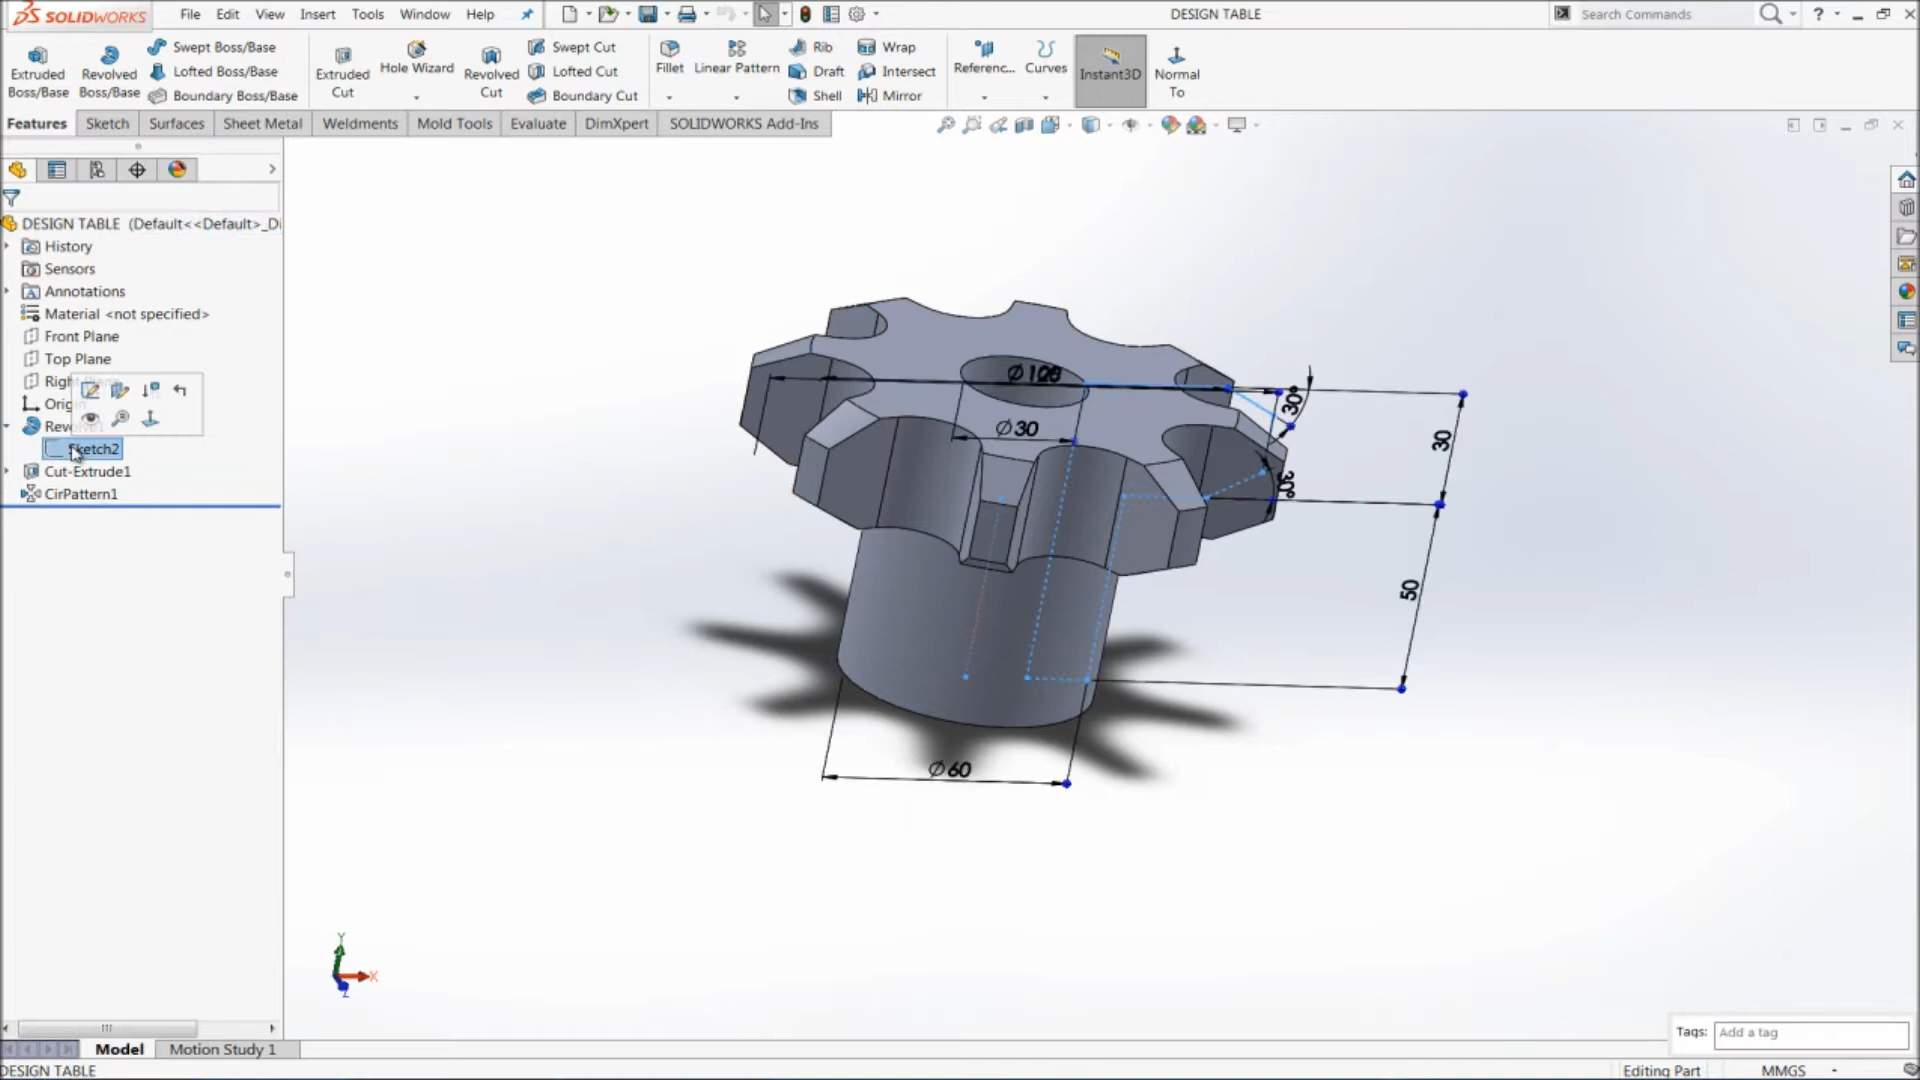 SOLIDWORKS
File Edit View Insert Tools Window Help
DESIGN TABLE
Search Commands
?
Extruded Boss/Base
Revolved Boss/Base
Swept Boss/Base
Lofted Boss/Base
Boundary Boss/Base
Extruded Cut
Hole Wizard
Revolved Cut
Swept Cut
Lofted Cut
Boundary Cut
Fillet
Linear Pattern
Rib
Draft
Shell
Wrap
Intersect
Mirror
Referenc...
Curves
Instant3D
Normal To
Features Sketch Surfaces Sheet Metal Weldments Mold Tools Evaluate DimXpert SOLIDWORKS Add-Ins
DESIGN TABLE (Default<<Default>_Di
History
Sensors
Annotations
Material <not specified>
Front Plane
Top Plane
Sketch2
Cut-Extrude1
CirPattern1
Ø30
30°
30°
30
50
Ø60
Y
X
Z
Tags: Add a tag
Model Motion Study 1
DESIGN TABLE
Editing Part MMGS